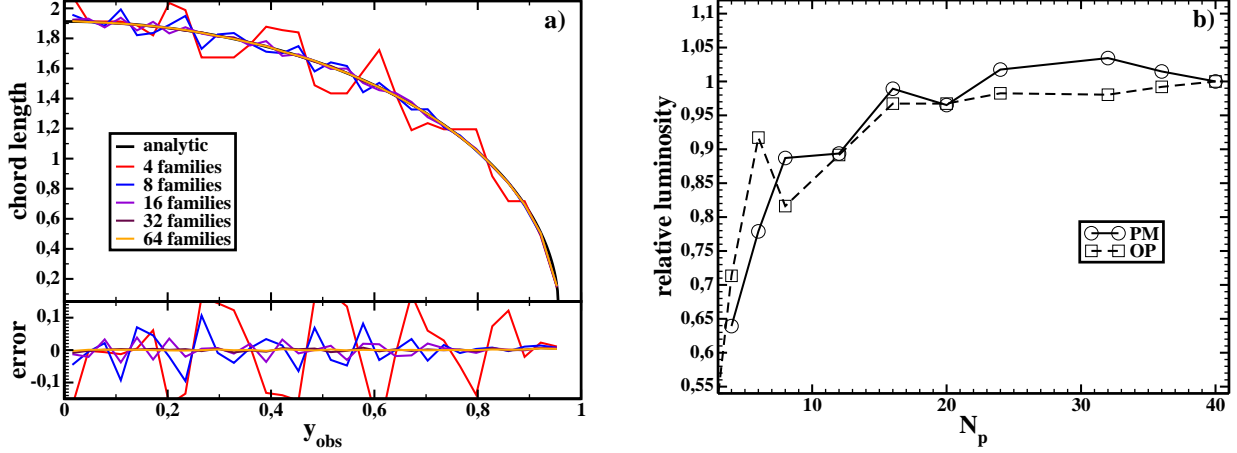 2
1,8
1,6
1,4
1,2
1
0,8
0,6
0,4
0,2
chord length
a)
analytic
4 families
8 families
16 families
32 families
64 families
0,1
0
-0,1
error
0
0,2
0,4
0,6
0,8
1
y_obs
1,1
1,05
1
0,95
0,9
0,85
0,8
0,75
0,7
0,65
0,6
0,55
relative luminosity
b)
PM
OP
10
20
30
40
N_p